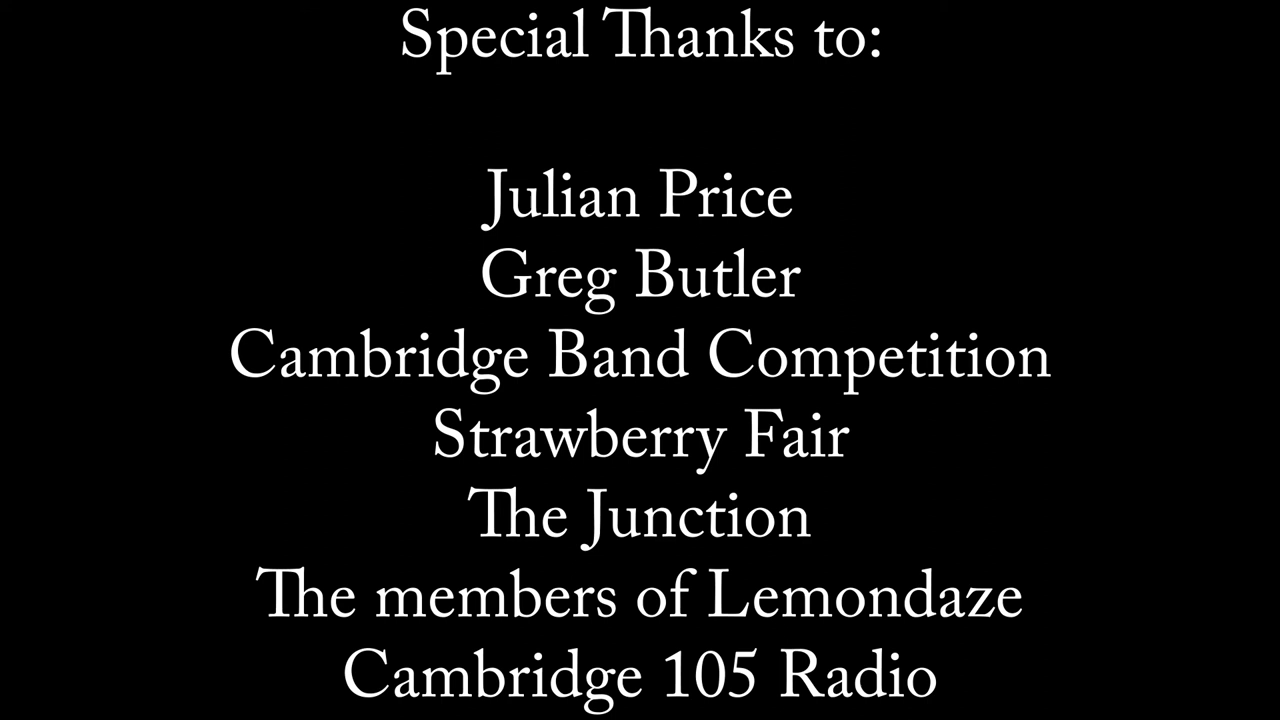 Special Thanks to:
Julian Price
Greg Butler
Cambridge Band Competition
Strawberry Fair
The Junction
The members of Lemondaze
Cambridge 105 Radio